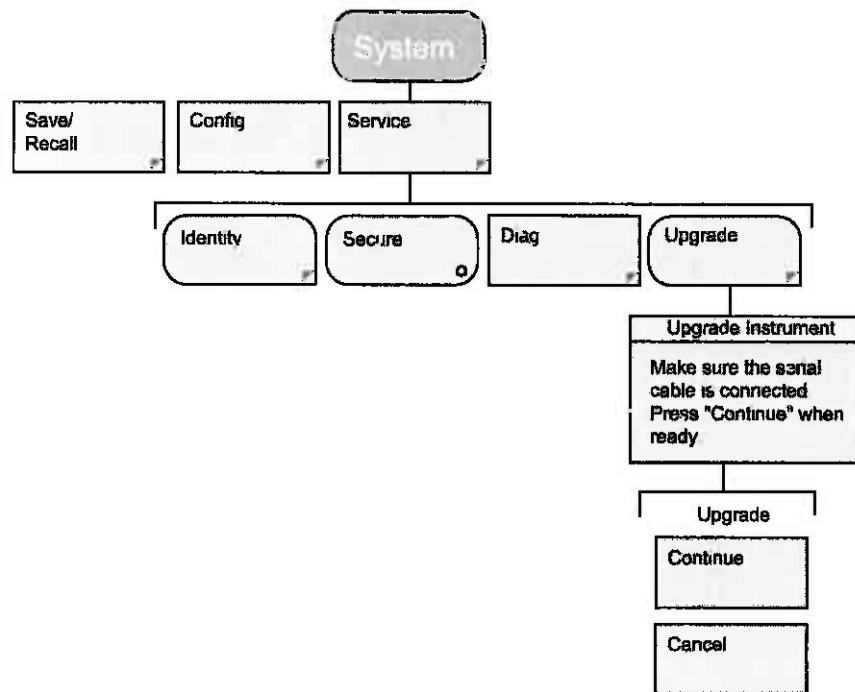 System
Save/
Recall
Config
Service
Identity
Secure
Diag
Upgrade
Upgrade Instrument
Make sure the serial
cable is connected
Press "Continue" when
ready
Upgrade
Continue
Cancel